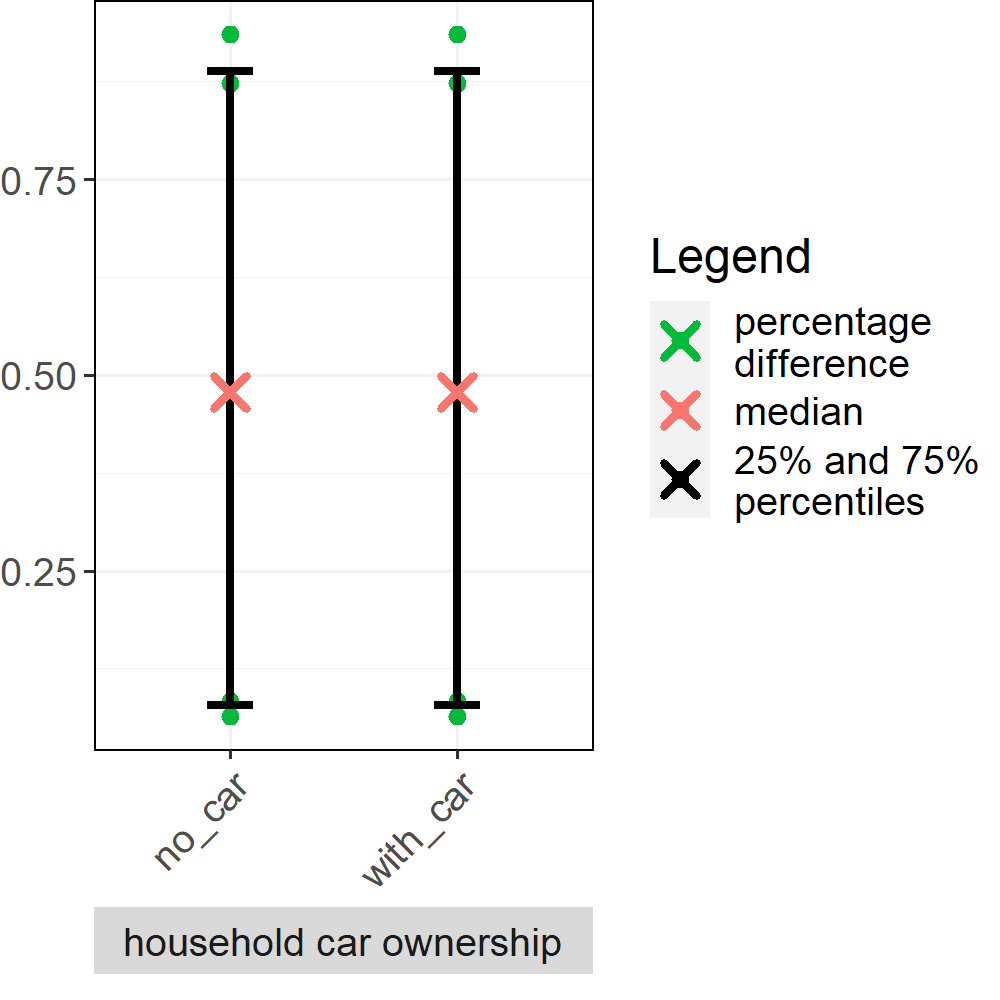 0.75
0.50
0.25
no_car
with_car
household car ownership
Legend
percentage
difference
median
25% and 75%
percentiles